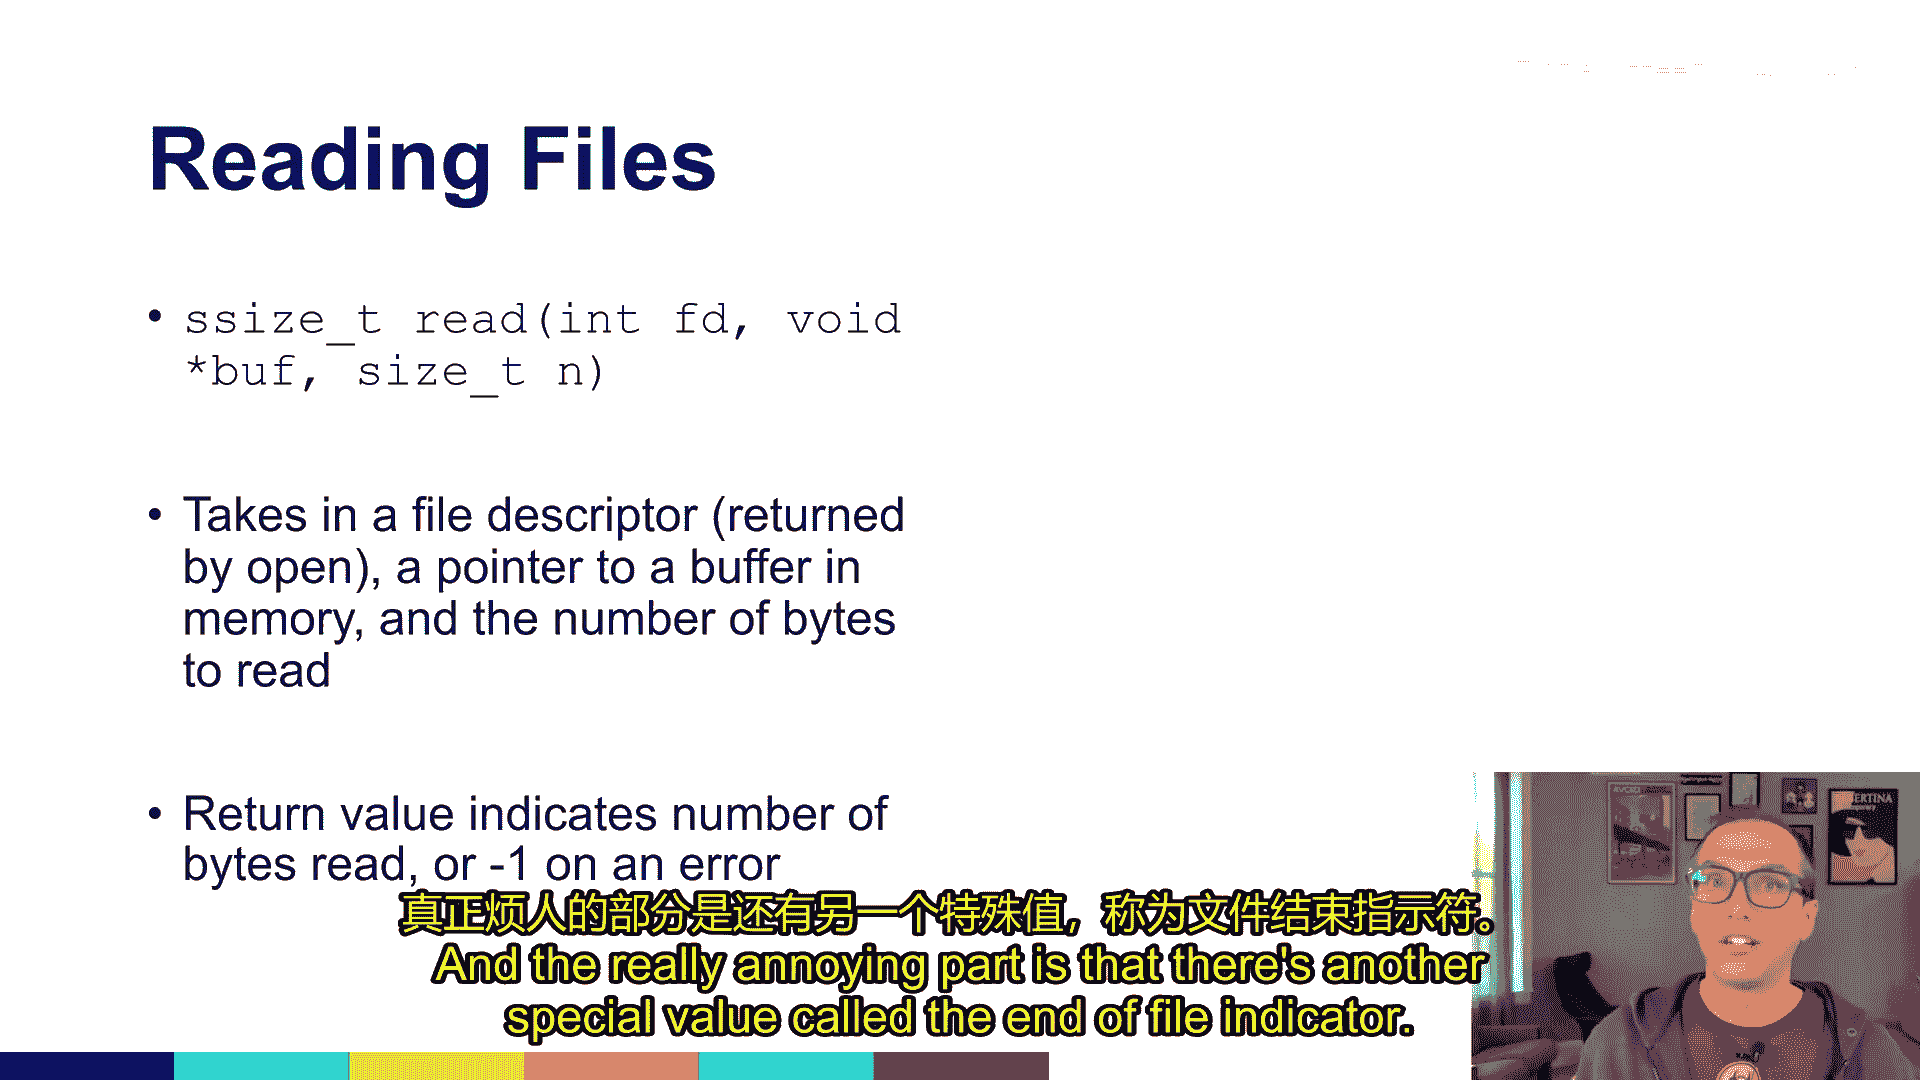 Reading Files
• ssize_t read(int fd, void
*buf, size_t n)
• Takes in a file descriptor (returned
by open), a pointer to a buffer in
memory, and the number of bytes
to read
• Return value indicates number of
bytes read, or -1 on an error
真正烦人的部分是还有另一个特殊值，称为文件结束指示符。
And the really annoying part is that there's another
special value called the end of file indicator.